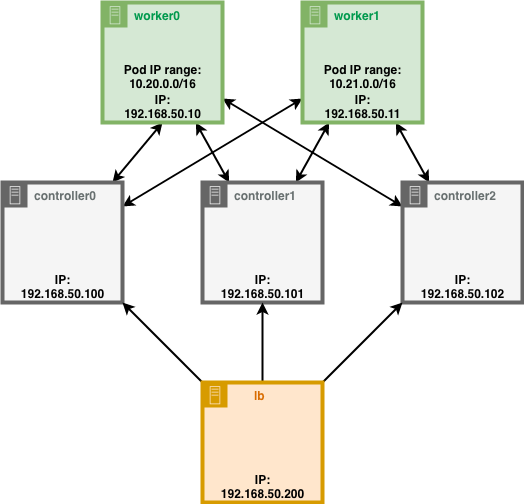 worker0
Pod IP range:
10.20.0.0/16
IP:
192.168.50.10
worker1
Pod IP range:
10.21.0.0/16
IP:
192.168.50.11
controller0
IP:
192.168.50.100
controller1
IP:
192.168.50.101
controller2
IP:
192.168.50.102
lb
IP:
192.168.50.200